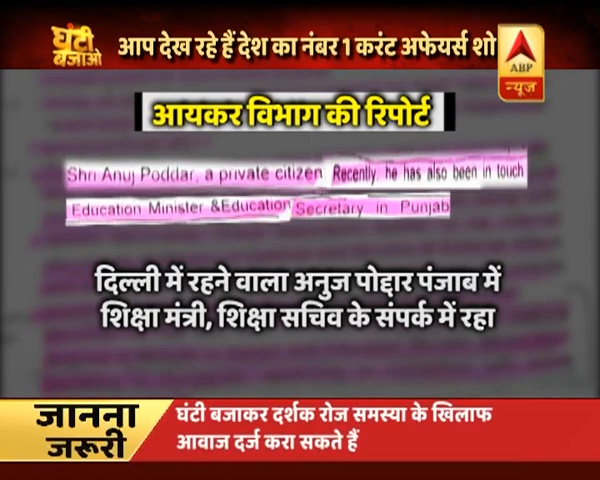 घंटी बजाओ
आप देख रहे हैं देश का नंबर 1 करंट अफेयर्स शो
ABP
न्यूज़
आयकर विभाग की रिपोर्ट
Shri Anuj Poddar, a private citizen Recently, he has also been in touch
Education Minister &Education Secretary in Punjab
दिल्ली में रहने वाला अनुज पोद्दार पंजाब में
शिक्षा मंत्री, शिक्षा सचिव के संपर्क में रहा
जानना
जरूरी
घंटी बजाकर दर्शक रोज समस्या के खिलाफ
आवाज दर्ज करा सकते हैं